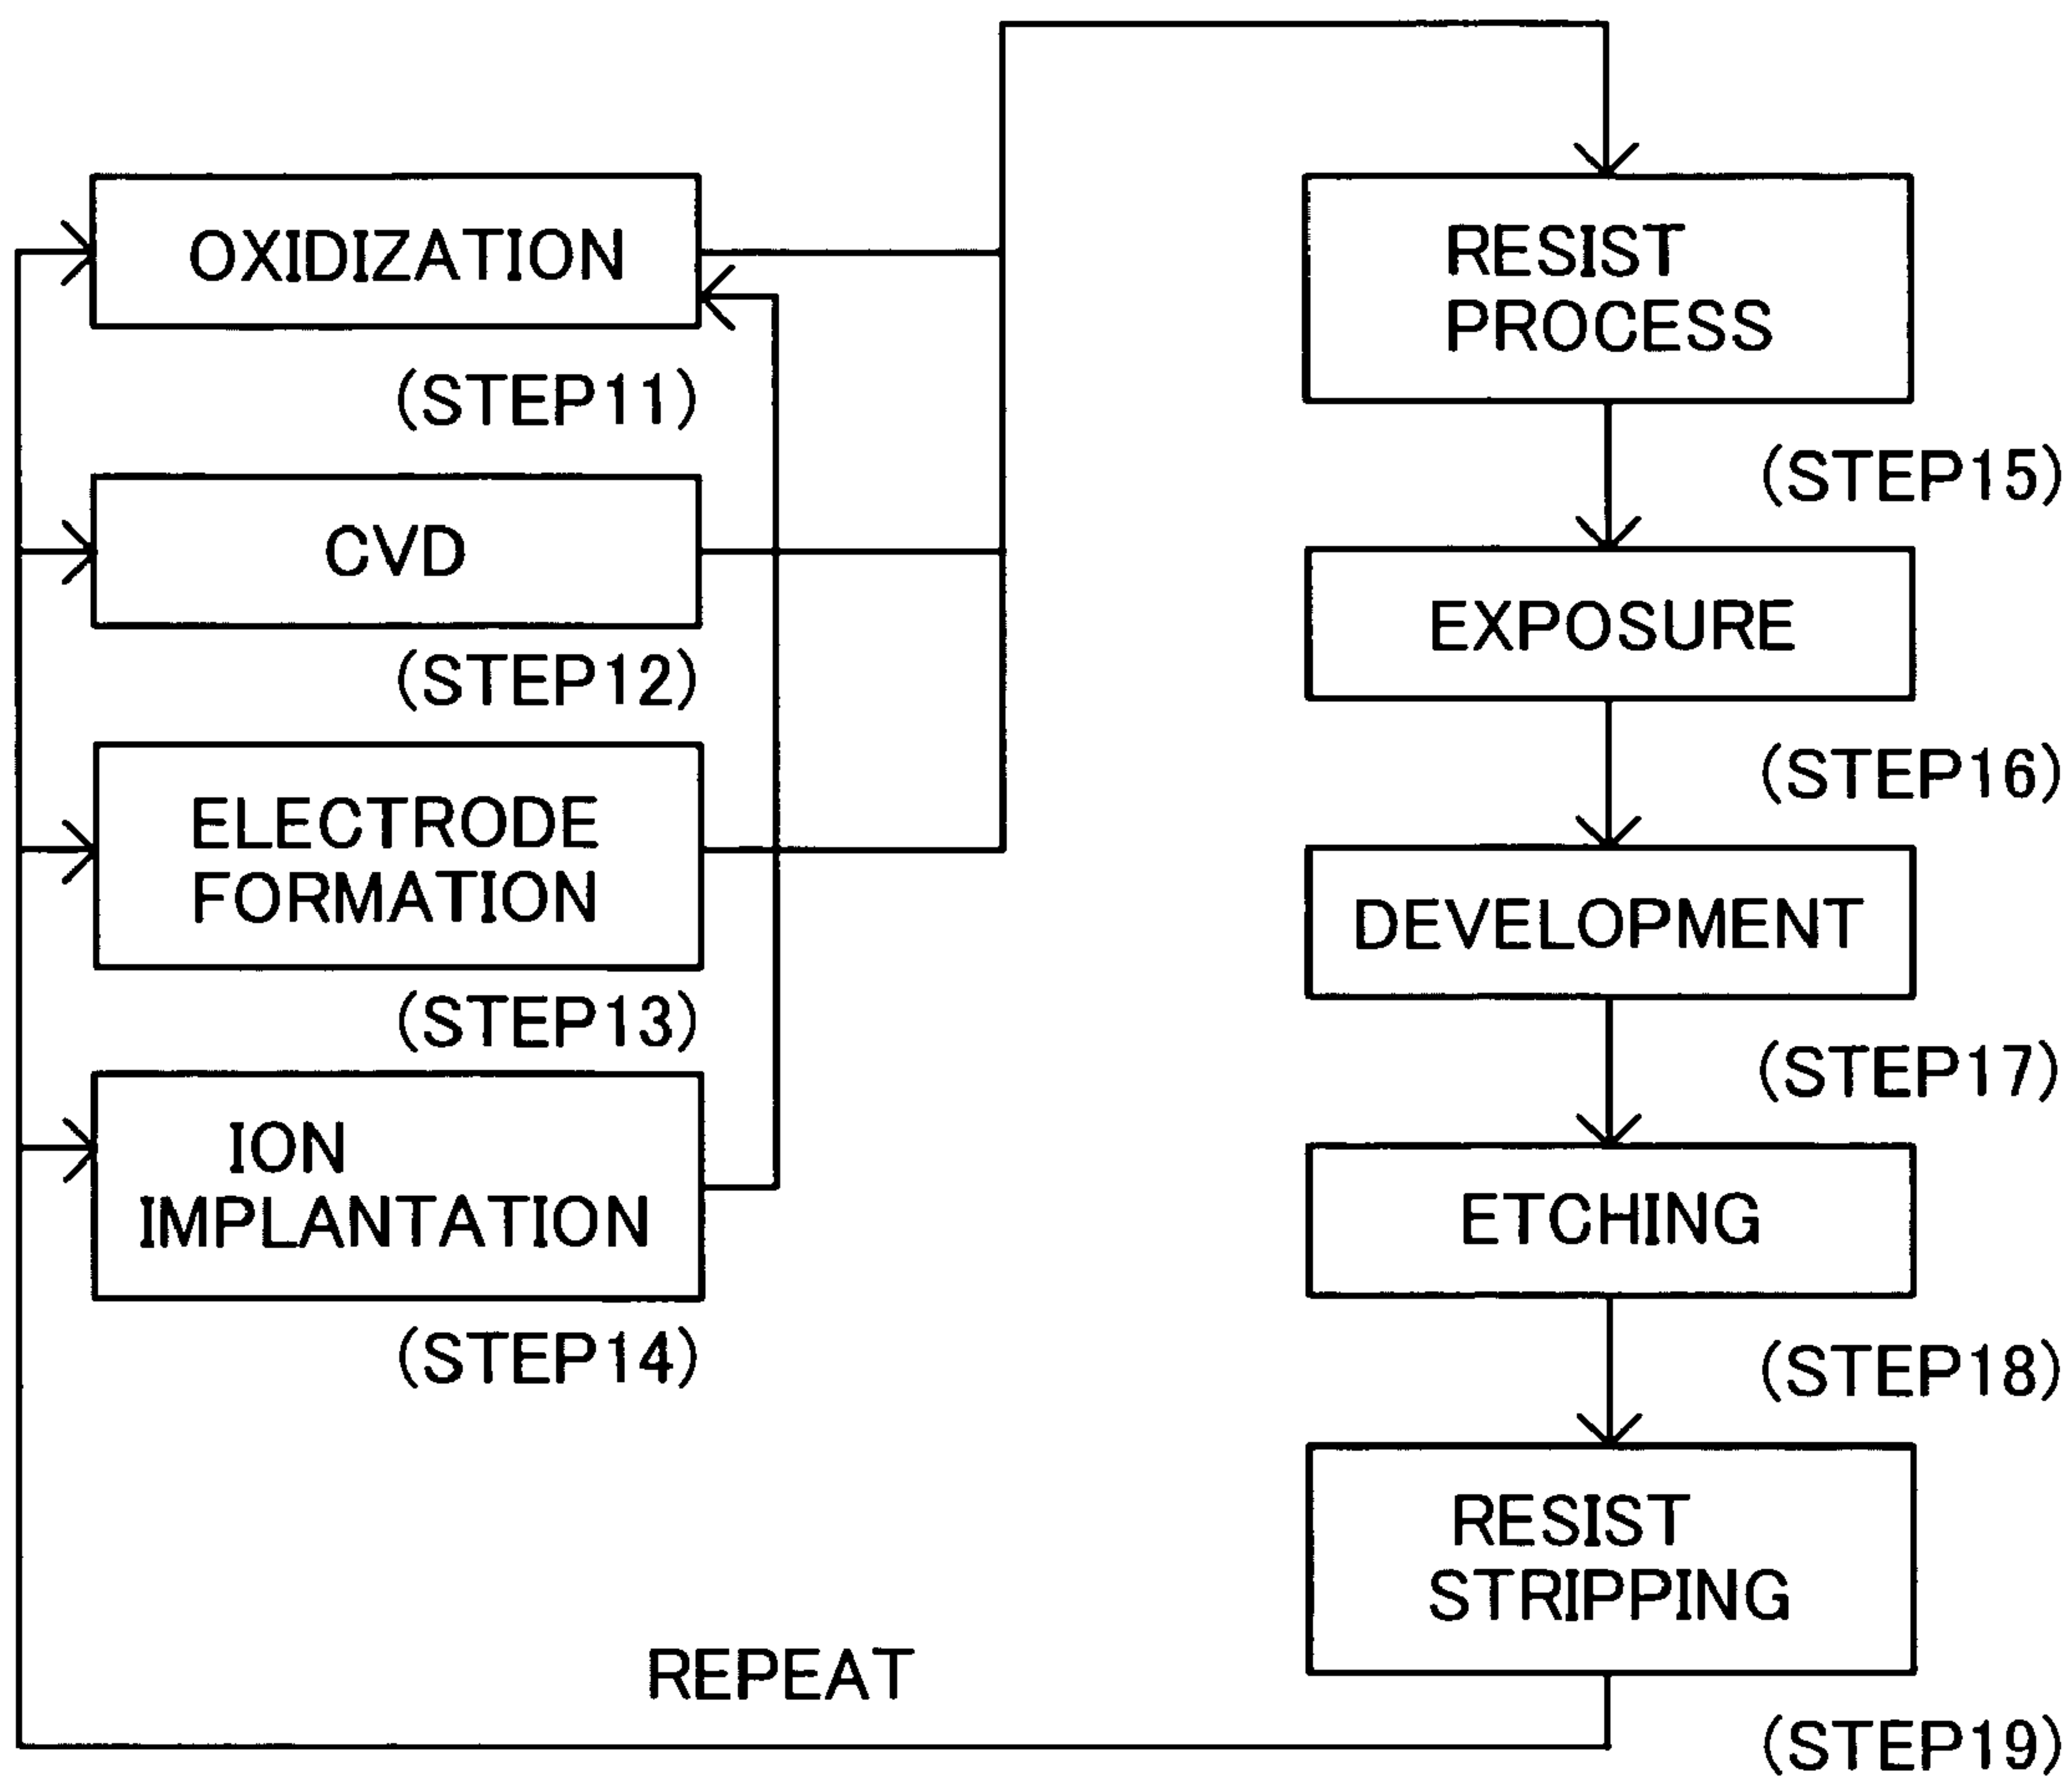 OXIDIZATION
(STEP11)
CVD
(STEP12)
ELECTRODE
FORMATION
(STEP13)
ION
IMPLANTATION
(STEP14)
RESIST
PROCESS
(STEP15)
EXPOSURE
(STEP16)
DEVELOPMENT
(STEP17)
ETCHING
(STEP18)
RESIST
STRIPPING
(STEP19)
REPEAT